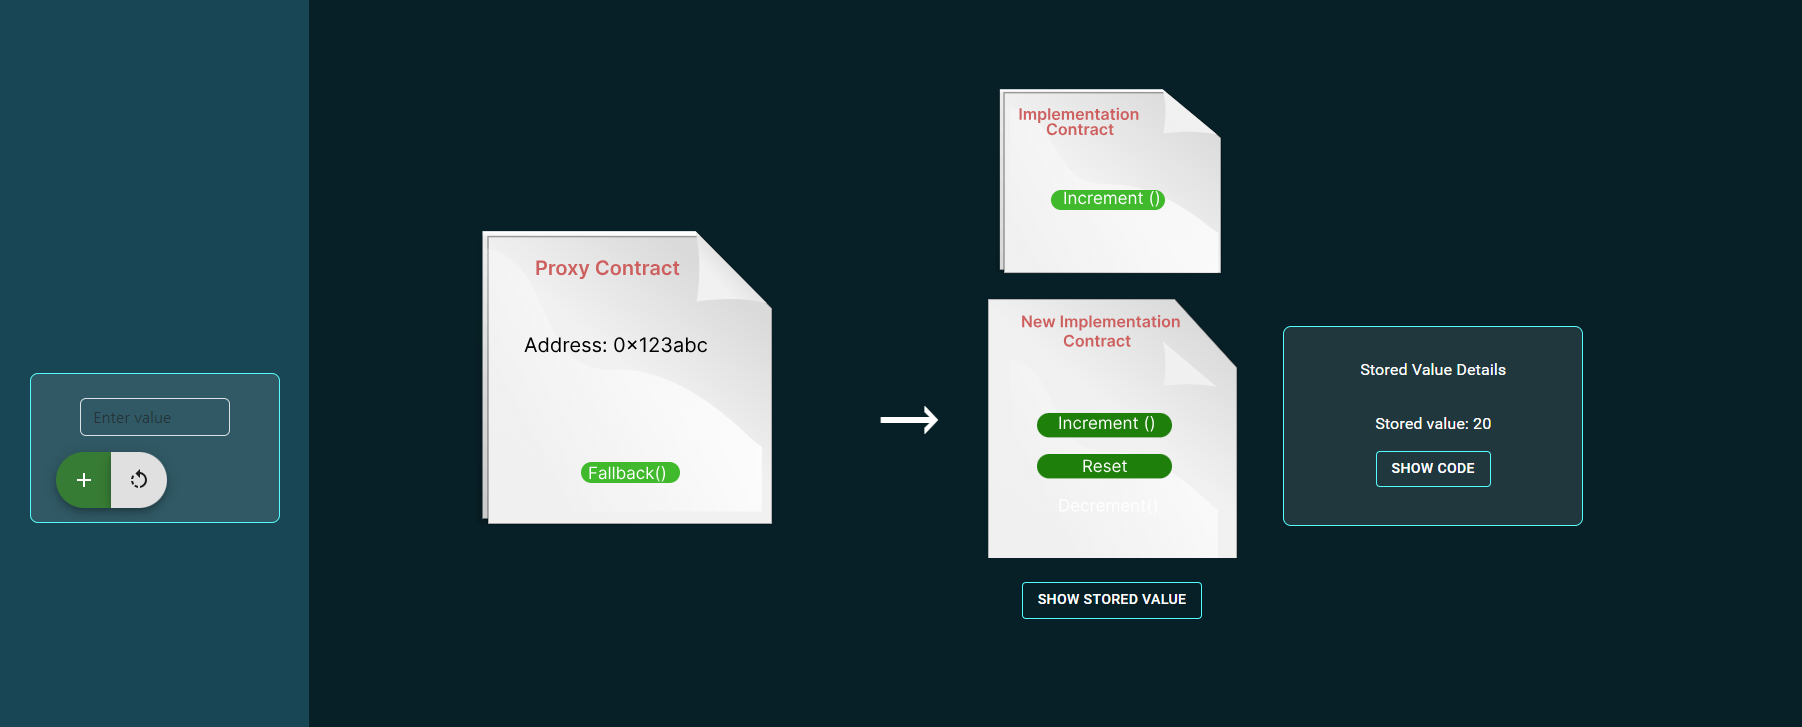 Enter value
+
Proxy Contract
Address: 0×123abc
Fallback()
Implementation
Contract
Increment ()
New Implementation
Contract
Increment ()
Reset
Decrement()
SHOW STORED VALUE
Stored Value Details
Stored value: 20
SHOW CODE